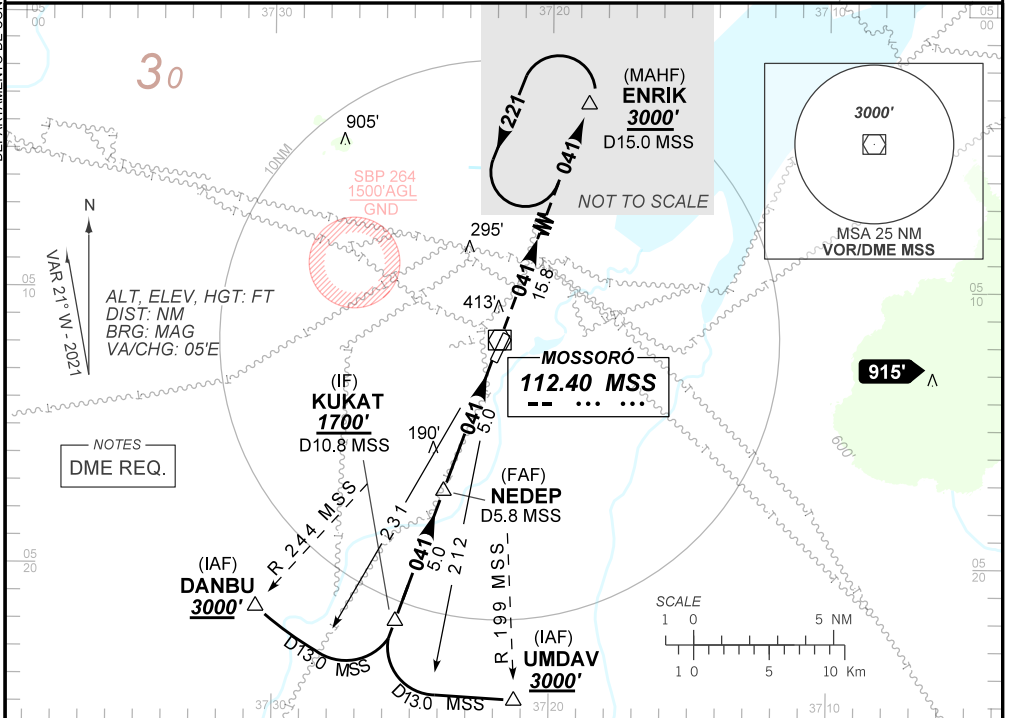 05
00
37 30
37 20
37 10
05
00
30
905'
10NM
SBP 264
1500'AGL
GND
221
041
(MAHF)
ENRIK
3000'
D15.0 MSS
NOT TO SCALE
3000'
MSA 25 NM
VOR/DME MSS
N
VAR 21° W - 2021
ALT, ELEV, HGT: FT
DIST: NM
BRG: MAG
VA/CHG: 05'E
05
10
295'
413'
041
15.8
05
10
MOSSORÓ
112.40 MSS
915'
600'
(IF)
KUKAT
1700'
D10.8 MSS
190'
041
5.0
NOTES
DME REQ.
(FAF)
NEDEP
D5.8 MSS
R 244 MSS
231
212
041
5.0
R 199 MSS
05
20
05
20
(IAF)
DANBU
3000'
D13.0 MSS
D13.0 MSS
(IAF)
UMDAV
3000'
SCALE
1 0 5 NM
1 0 5 10 Km
37 30
37 20
37 10